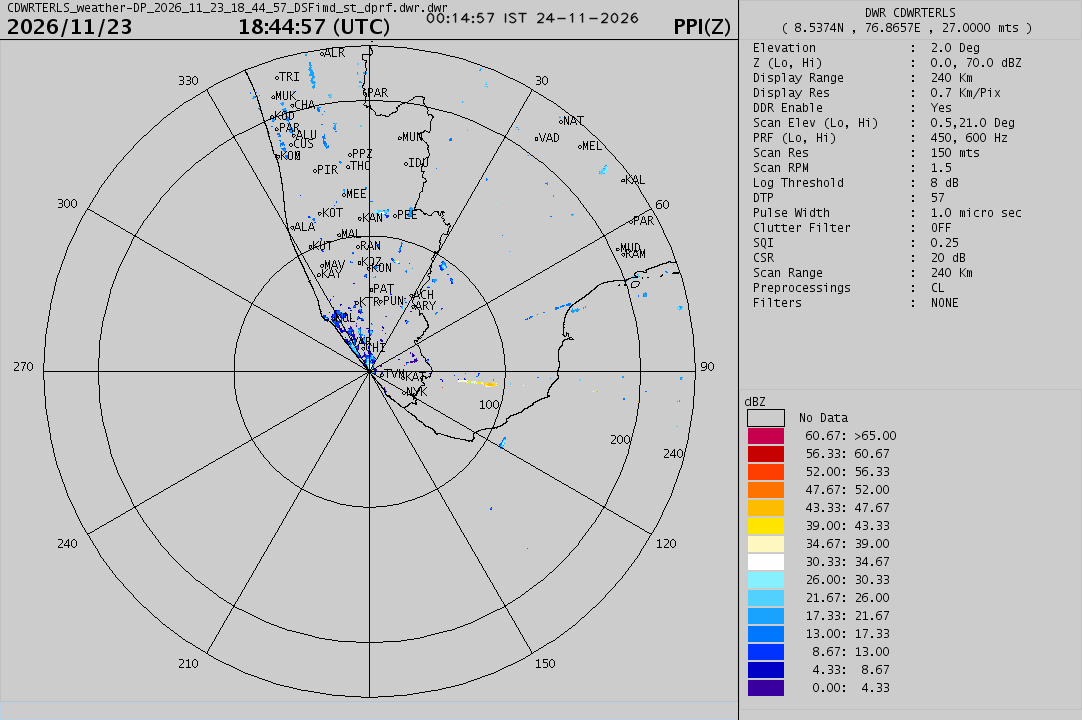 CDWRTERLS_weather-DP_2026_11_23_18_44_57_DSFimd_st_dprf.dwr.dwr
2026/11/23 18:44:57 (UTC) 00:14:57 IST 24-11-2026 PPI(Z)
DWR CDWRTERLS
( 8.5374N , 76.8657E , 27.0000 mts )
Elevation : 2.0 Deg
Z (Lo, Hi) : 0.0, 70.0 dBZ
Display Range : 240 Km
Display Res : 0.7 Km/Pix
DDR Enable : Yes
Scan Elev (Lo, Hi) : 0.5,21.0 Deg
PRF (Lo, Hi) : 450, 600 Hz
Scan Res : 150 mts
Scan RPM : 1.5
Log Threshold : 8 dB
DTP : 57
Pulse Width : 1.0 micro sec
Clutter Filter : OFF
SQI : 0.25
CSR : 20 dB
Scan Range : 240 Km
Preprocessings : CL
Filters : NONE
dBZ
No Data
60.67: >65.00
56.33: 60.67
52.00: 56.33
47.67: 52.00
43.33: 47.67
39.00: 43.33
34.67: 39.00
30.33: 34.67
26.00: 30.33
21.67: 26.00
17.33: 21.67
13.00: 17.33
8.67: 13.00
4.33: 8.67
0.00: 4.33
ALR
330 TRI 30
MUK PAR
CHA
KOD NAT
PAR
ALU MUN VAD
CUS MEL
PPZ
THO IDU
PIR KAL
MEE
300 KOT KAN PEE 60
ALA PAR
MAL
KUT RAN MUD
RAM
MAV KOZ
KAY KON
PAT
KTR PUN ACH
ARY
KOL
VAR
CHI
270 TVM KAT 90
NYK
100
200
240
240 120
210 150